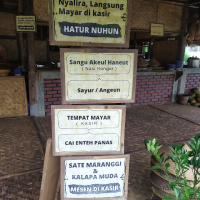 Nyalira, Langsung
Mayar di kasir
HATUR NUHUN
Sangu Akeul Haneut
( Nasi Hangat )
Sayur / Angeun
TEMPAT MAYAR
( KASIR )
CAI ENTEH PANAS
SATE MARANGGI
&
KALAPA MUDA
MESEN DI KASIR